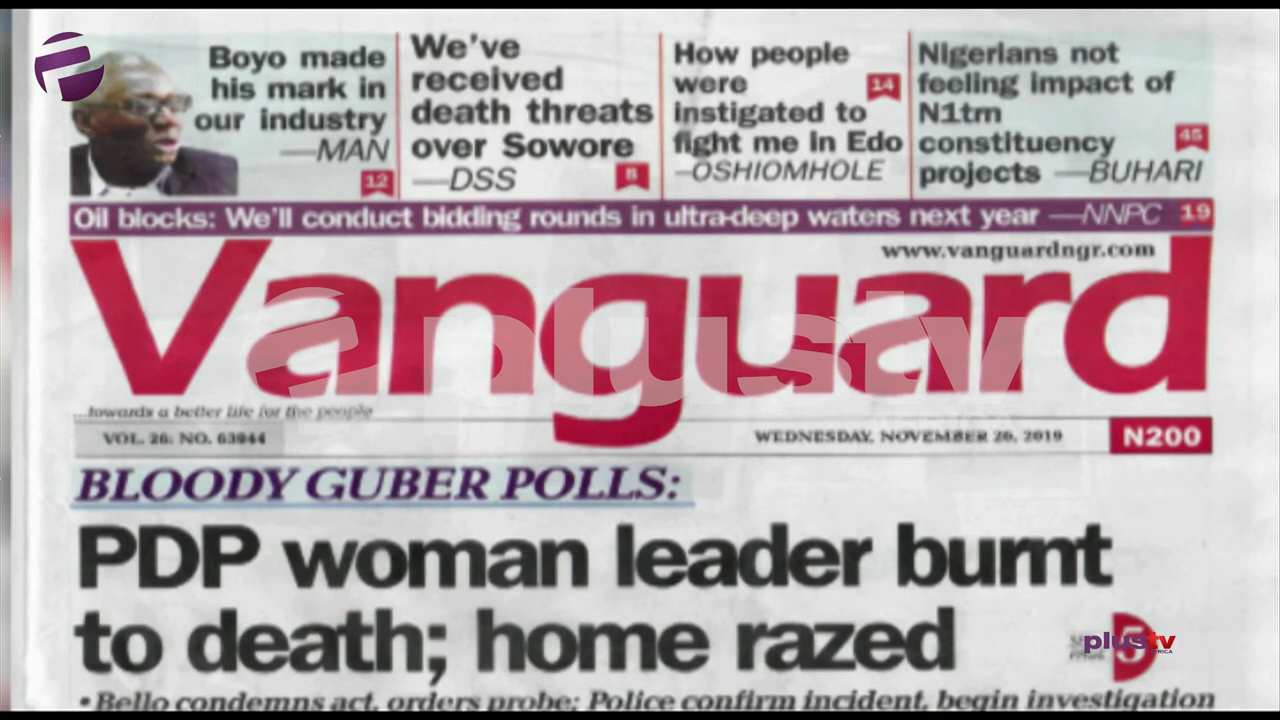 Boyo made
his mark in
our industry
—MAN
12
We've
received
death threats
over Sowore
—DSS
8
How people
were
14
instigated to
fight me in Edo
—OSHIOMHOLE
Nigerians not
feeling impact of
N1trn
constituency
45
projects —BUHARI
Oil blocks: We'll conduct bidding rounds in ultra-deep waters next year —NNPC 19
www.vanguardngr.com
Vanguard
plustv
...towards a better life for the people
VOL. 26: NO. 63944
WEDNESDAY, NOVEMBER 20, 2019
N200
BLOODY GUBER POLLS:
PDP woman leader burnt
to death; home razed
5
plustv
AFRICA
• Bello condemns act, orders probe; Police confirm incident, begin investigation